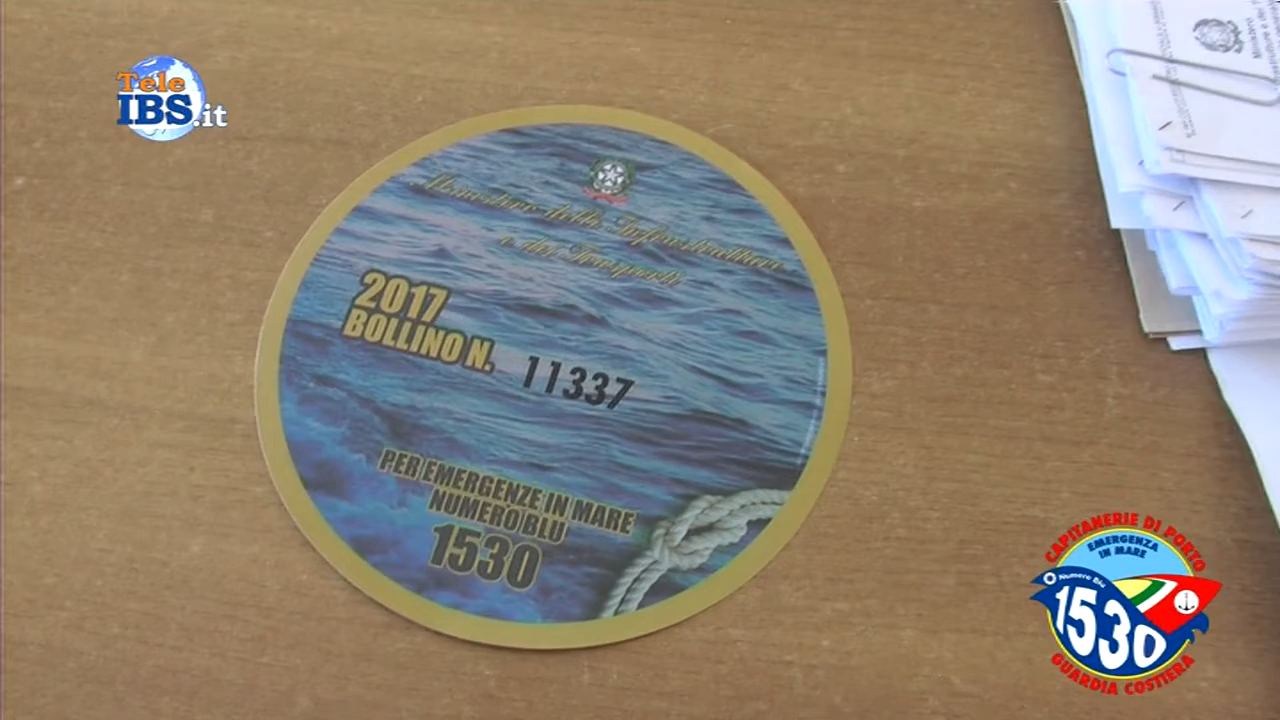 Tele
IBS.it
Ministero delle Infrastrutture
e dei Trasporti
2017
BOLLINO N. 11337
PER EMERGENZE IN MARE
NUMERO BLU
1530
CAPITANERIE DI PORTO
EMERGENZA
IN MARE
Numero Blu
1530
GUARDIA COSTIERA
Ministero